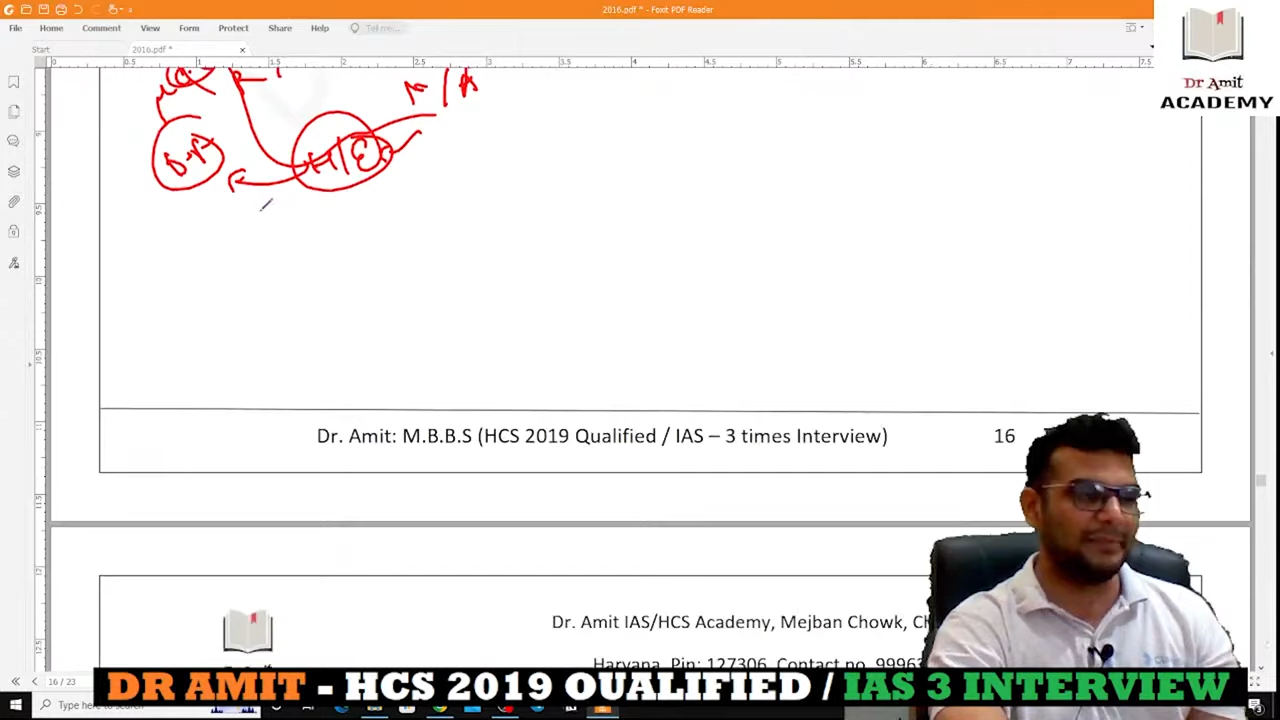 2016.pdf * - Foxit PDF Reader
File Home Comment View Form Protect Share Help Tell me...
Start 2016.pdf *
Dr Amit
ACADEMY
H/E
Dr. Amit: M.B.B.S (HCS 2019 Qualified / IAS – 3 times Interview) 16
Dr. Amit IAS/HCS Academy, Mejban Chowk,
Haryana, Pin: 127306, Contact no.
16 / 23
DR AMIT - HCS 2019 QUALIFIED / IAS 3 INTERVIEW
Type here to search